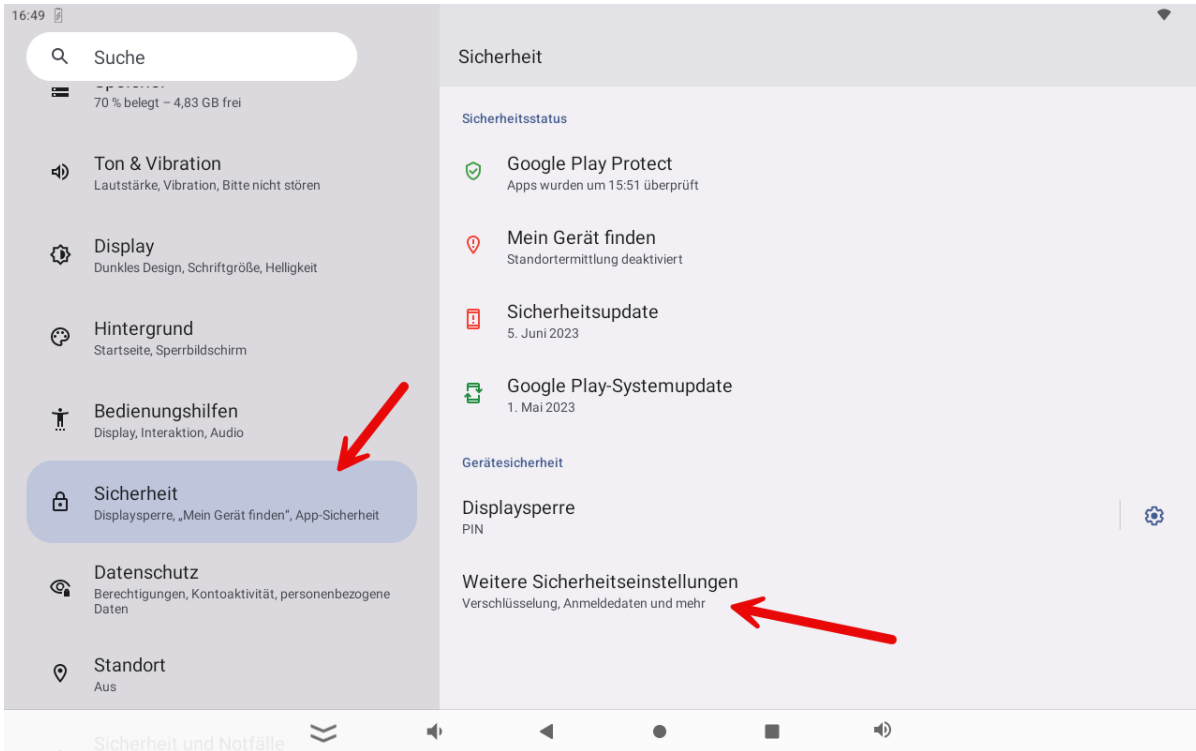 16:49
Suche
Speicher
70 % belegt – 4,83 GB frei
Ton & Vibration
Lautstärke, Vibration, Bitte nicht stören
Display
Dunkles Design, Schriftgröße, Helligkeit
Hintergrund
Startseite, Sperrbildschirm
Bedienungshilfen
Display, Interaktion, Audio
Sicherheit
Displaysperre, „Mein Gerät finden“, App-Sicherheit
Datenschutz
Berechtigungen, Kontoaktivität, personenbezogene
Daten
Standort
Aus
Sicherheit und Notfälle
Sicherheit
Sicherheitsstatus
Google Play Protect
Apps wurden um 15:51 überprüft
Mein Gerät finden
Standortermittlung deaktiviert
Sicherheitsupdate
5. Juni 2023
Google Play-Systemupdate
1. Mai 2023
Gerätesicherheit
Displaysperre
PIN
Weitere Sicherheitseinstellungen
Verschlüsselung, Anmeldedaten und mehr